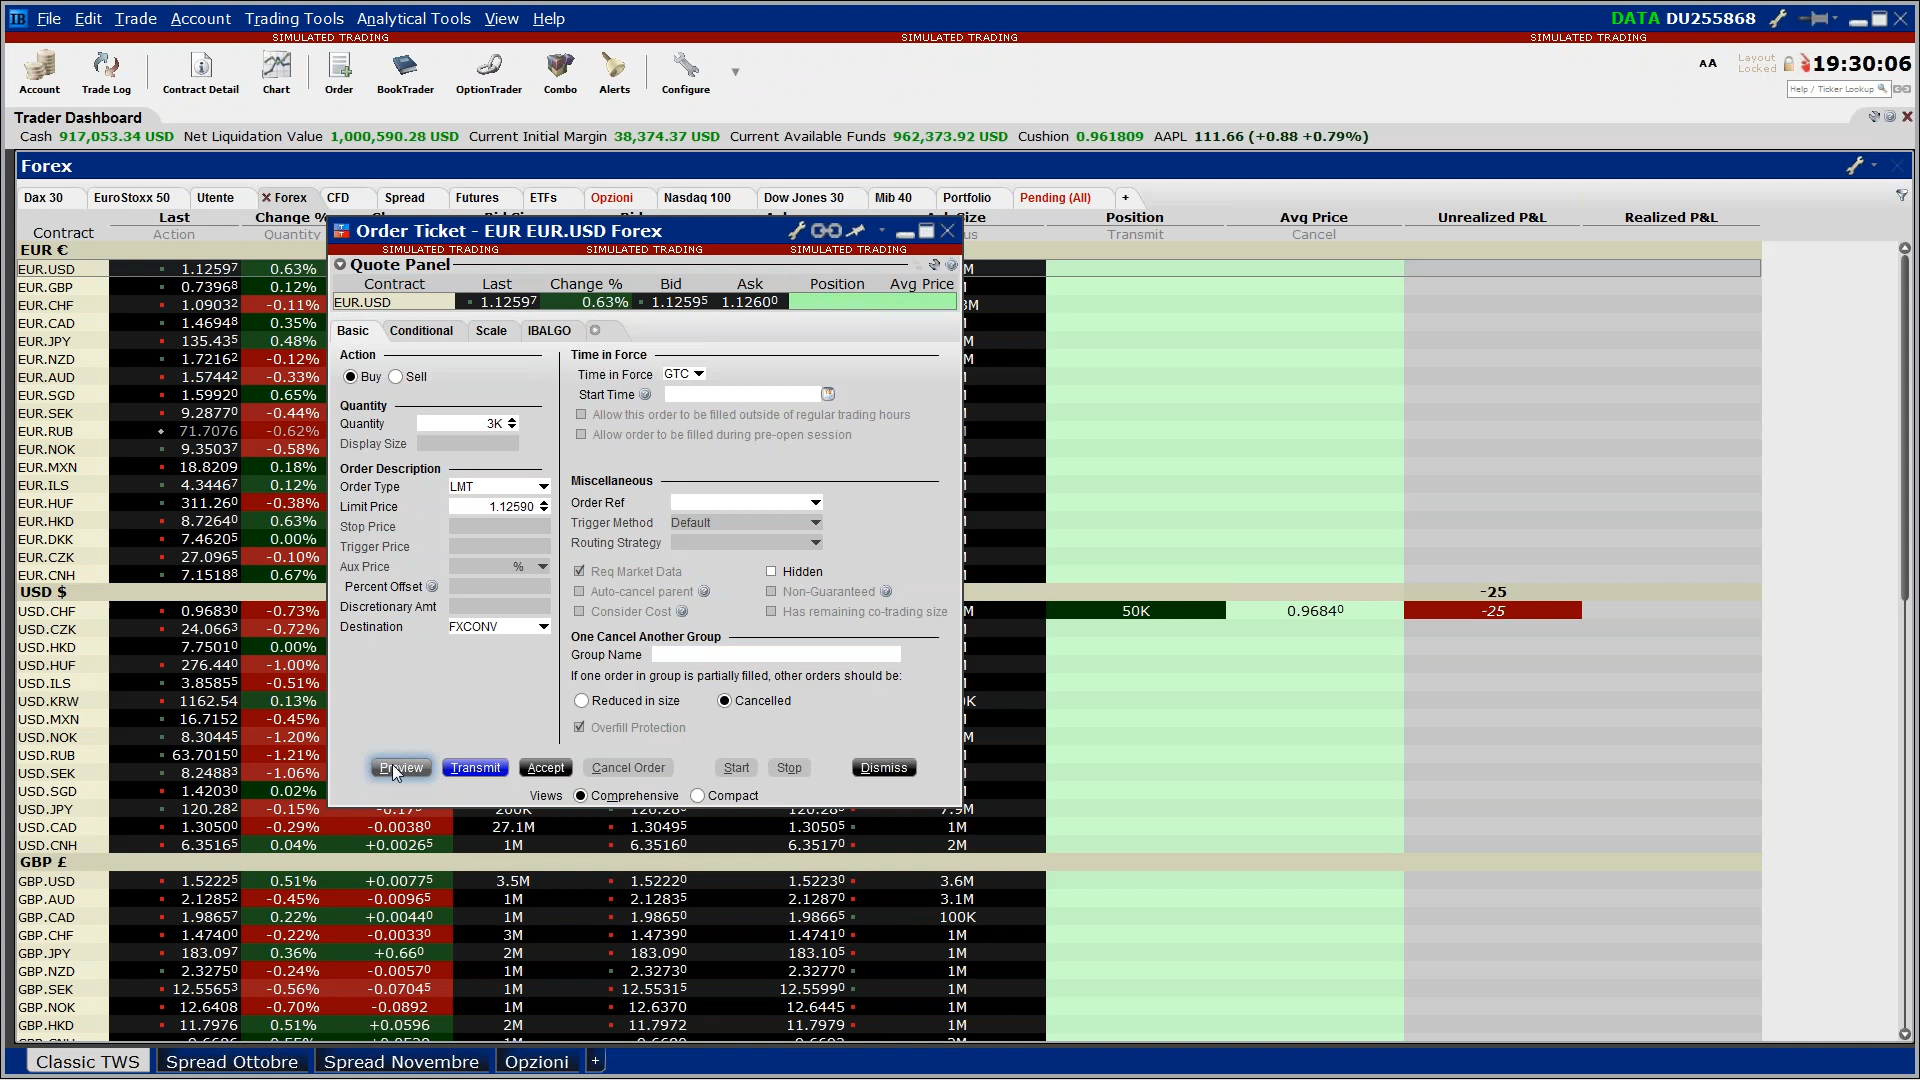 IB File Edit Trade Account Trading Tools Analytical Tools View Help DATA DU255868
SIMULATED TRADING SIMULATED TRADING SIMULATED TRADING
Account Trade Log Contract Detail Chart Order BookTrader OptionTrader Combo Alerts Configure
AA Layout Locked 19:30:06
Help / Ticker Lookup
Trader Dashboard
Cash 917,053.34 USD Net Liquidation Value 1,000,590.28 USD Current Initial Margin 38,374.37 USD Current Available Funds 962,373.92 USD Cushion 0.961809 AAPL 111.66 (+0.88 +0.79%)
Forex
Dax 30 EuroStoxx 50 Utente Forex CFD Spread Futures ETFs Opzioni Nasdaq 100 Dow Jones 30 Mib 40 Portfolio Pending (All) +
Last Change % Size Position Avg Price Unrealized P&L Realized P&L
Contract Action Quantity Transmit Cancel
EUR €
EUR.USD 1.12597 0.63% M
EUR.GBP 0.73968 0.12%
EUR.CHF 1.09032 -0.11% 3M
EUR.CAD 1.46948 0.35%
EUR.JPY 135.435 0.48% M
EUR.NZD 1.72162 -0.12% M
EUR.AUD 1.57442 -0.33%
EUR.SGD 1.59920 0.65%
EUR.SEK 9.28770 -0.44%
EUR.RUB 71.7076 -0.62%
EUR.NOK 9.35037 -0.58%
EUR.MXN 18.8209 0.18%
EUR.ILS 4.34467 0.12%
EUR.HUF 311.260 -0.38%
EUR.HKD 8.72640 0.63%
EUR.DKK 7.46205 0.00%
EUR.CZK 27.0965 -0.10%
EUR.CNH 7.15188 0.67%
USD $ -25
USD.CHF 0.96830 -0.73% M 50K 0.96840 -25
USD.CZK 24.0663 -0.72%
USD.HKD 7.75010 0.00%
USD.HUF 276.440 -1.00%
USD.ILS 3.85855 -0.51%
USD.KRW 1162.54 0.13% K
USD.MXN 16.7152 -0.45%
USD.NOK 8.30445 -1.20%
USD.RUB 63.70150 -1.21%
USD.SEK 8.24883 -1.06%
USD.SGD 1.42030 0.02%
USD.JPY 120.282 -0.15% -0.175 200K 120.280 120.285 7.9M
USD.CAD 1.30500 -0.29% -0.00380 27.1M 1.30495 1.30505 1M
USD.CNH 6.35165 0.04% +0.00265 1M 6.35160 6.35170 2M
GBP £
GBP.USD 1.52225 0.51% +0.00775 3.5M 1.52220 1.52230 3.6M
GBP.AUD 2.12852 -0.45% -0.00965 1M 2.12835 2.12870 3.1M
GBP.CAD 1.98657 0.22% +0.00440 1M 1.98650 1.98665 100K
GBP.CHF 1.47400 -0.22% -0.00330 3M 1.47390 1.47410 1M
GBP.JPY 183.097 0.36% +0.660 2M 183.090 183.105 1M
GBP.NZD 2.32750 -0.24% -0.00570 1M 2.32730 2.32770 1M
GBP.SEK 12.55653 -0.56% -0.07045 1M 12.55315 12.55990 1M
GBP.NOK 12.6408 -0.70% -0.0892 1M 12.6370 12.6445 1M
GBP.HKD 11.7976 0.51% +0.0596 2M 11.7972 11.7979 1M
Order Ticket - EUR EUR.USD Forex
SIMULATED TRADING SIMULATED TRADING SIMULATED TRADING
Quote Panel
Contract Last Change % Bid Ask Position Avg Price
EUR.USD 1.12597 0.63% 1.12595 1.12600
Basic Conditional Scale IBALGO
Action
Buy Sell
Quantity
Quantity 3K
Display Size
Order Description
Order Type LMT
Limit Price 1.12590
Stop Price
Trigger Price
Aux Price %
Percent Offset
Discretionary Amt
Destination FXCONV
Time in Force
Time in Force GTC
Start Time
Allow this order to be filled outside of regular trading hours
Allow order to be filled during pre-open session
Miscellaneous
Order Ref
Trigger Method Default
Routing Strategy
Req Market Data Hidden
Auto-cancel parent Non-Guaranteed
Consider Cost Has remaining co-trading size
One Cancel Another Group
Group Name
If one order in group is partially filled, other orders should be:
Reduced in size Cancelled
Overfill Protection
Preview Transmit Accept Cancel Order Start Stop Dismiss
Views Comprehensive Compact
Classic TWS Spread Ottobre Spread Novembre Opzioni +